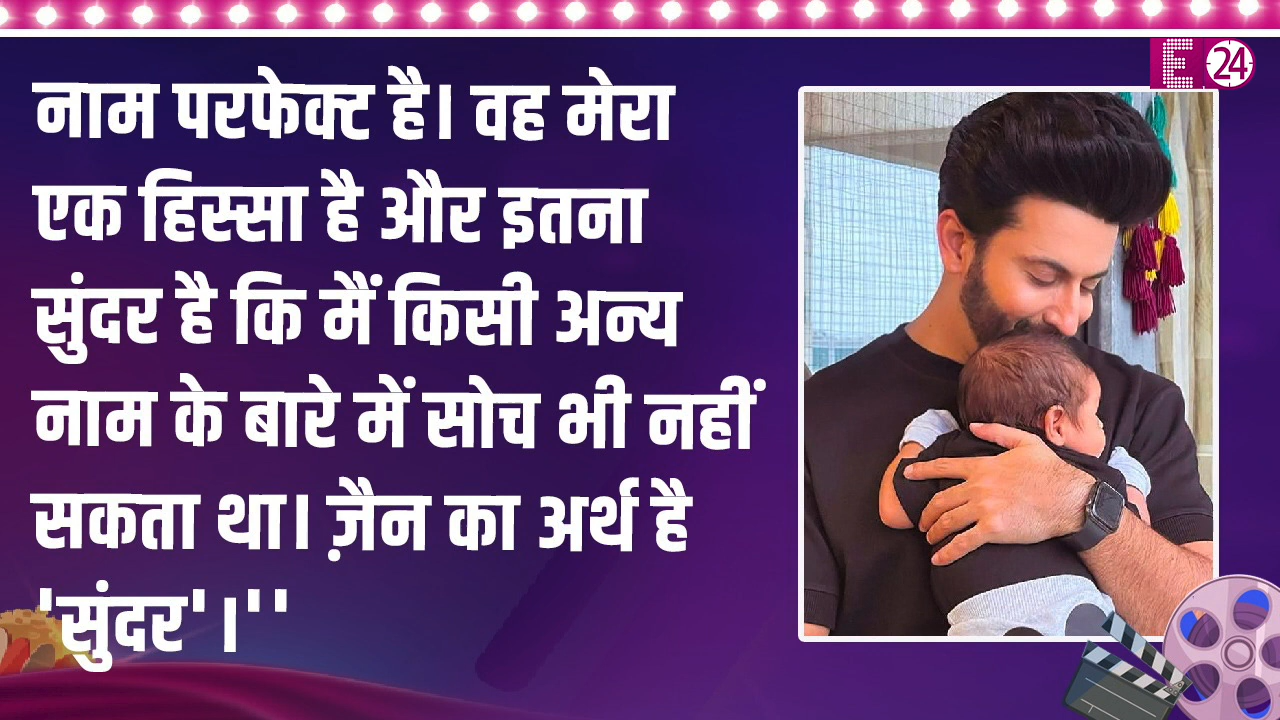 E 24
नाम परफेक्ट है। वह मेरा
एक हिस्सा है और इतना
सुंदर है कि मैं किसी अन्य
नाम के बारे में सोच भी नहीं
सकता था। ज़ैन का अर्थ है
'सुंदर'।''